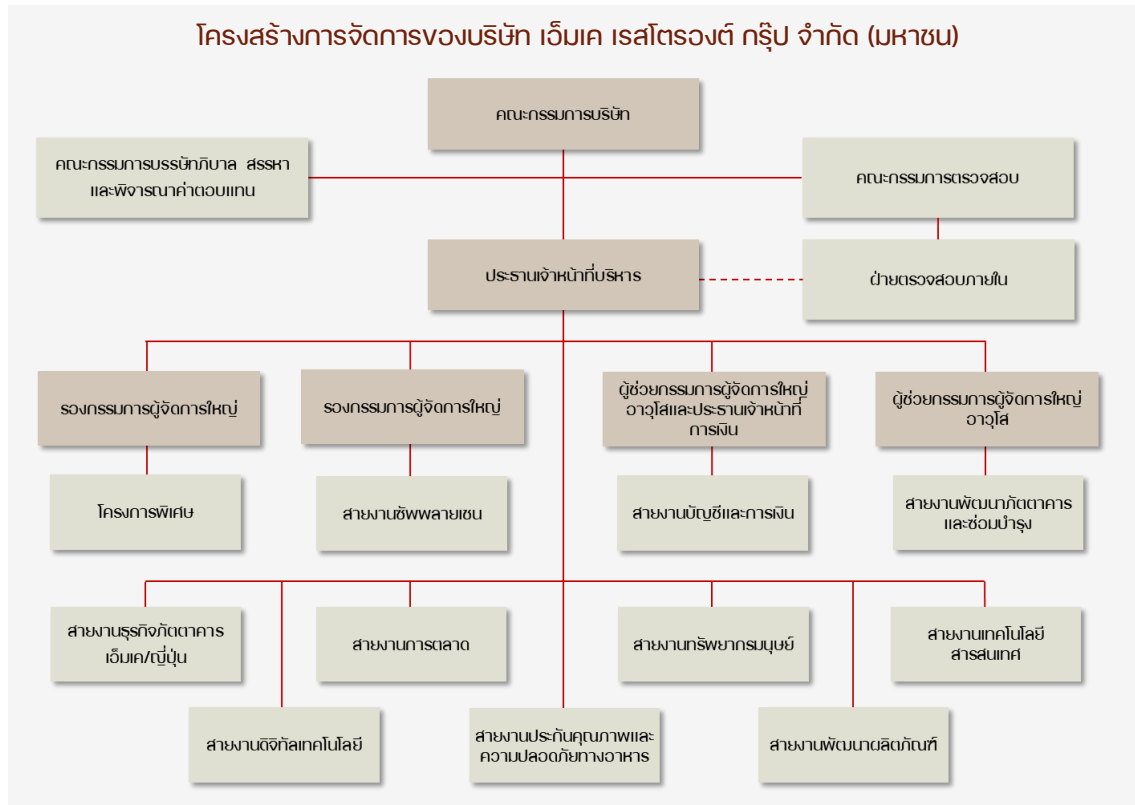 โครงสร้างการจัดการของบริษัท เอ็มเค เรสโตรองต์ กรุ๊ป จำกัด (มหาชน)
คณะกรรมการบริษัท
คณะกรรมการบรรษัทภิบาล สรรหา
และพิจารณาค่าตอบแทน
คณะกรรมการตรวจสอบ
ประธานเจ้าหน้าที่บริหาร
ฝ่ายตรวจสอบภายใน
รองกรรมการผู้จัดการใหญ่
รองกรรมการผู้จัดการใหญ่
ผู้ช่วยกรรมการผู้จัดการใหญ่
อาวุโสและประธานเจ้าหน้าที่
การเงิน
ผู้ช่วยกรรมการผู้จัดการใหญ่
อาวุโส
โครงการพิเศษ
สายงานซัพพลายเชน
สายงานบัญชีและการเงิน
สายงานพัฒนาภัตตาคาร
และซ่อมบำรุง
สายงานธุรกิจภัตตาคาร
เอ็มเค/ญี่ปุ่น
สายงานการตลาด
สายงานทรัพยากรมนุษย์
สายงานเทคโนโลยี
สารสนเทศ
สายงานดิจิทัลเทคโนโลยี
สายงานประกันคุณภาพและ
ความปลอดภัยทางอาหาร
สายงานพัฒนาผลิตภัณฑ์